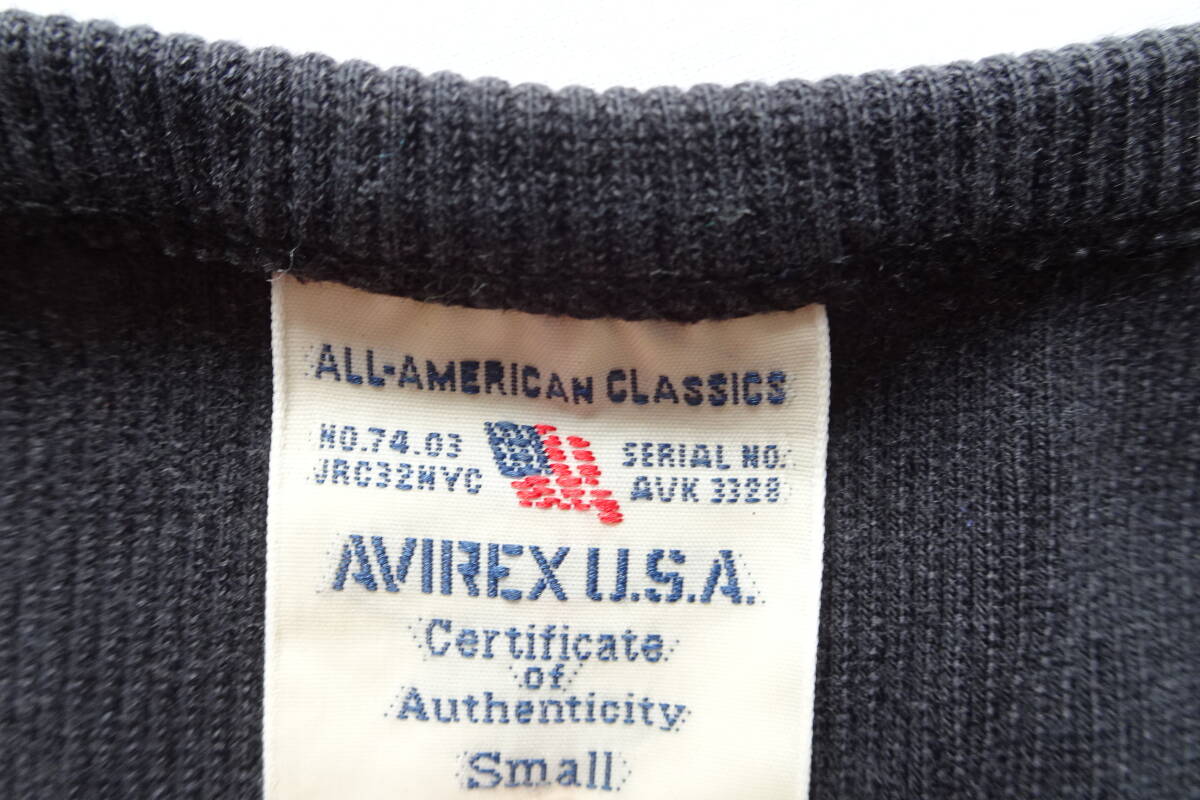 ALL-AMERICAN CLASSICS
NO.74.03
JRC32NYC
SERIAL NO.
AVK 3328
AVIREX U.S.A.
Certificate
of
Authenticity
Small